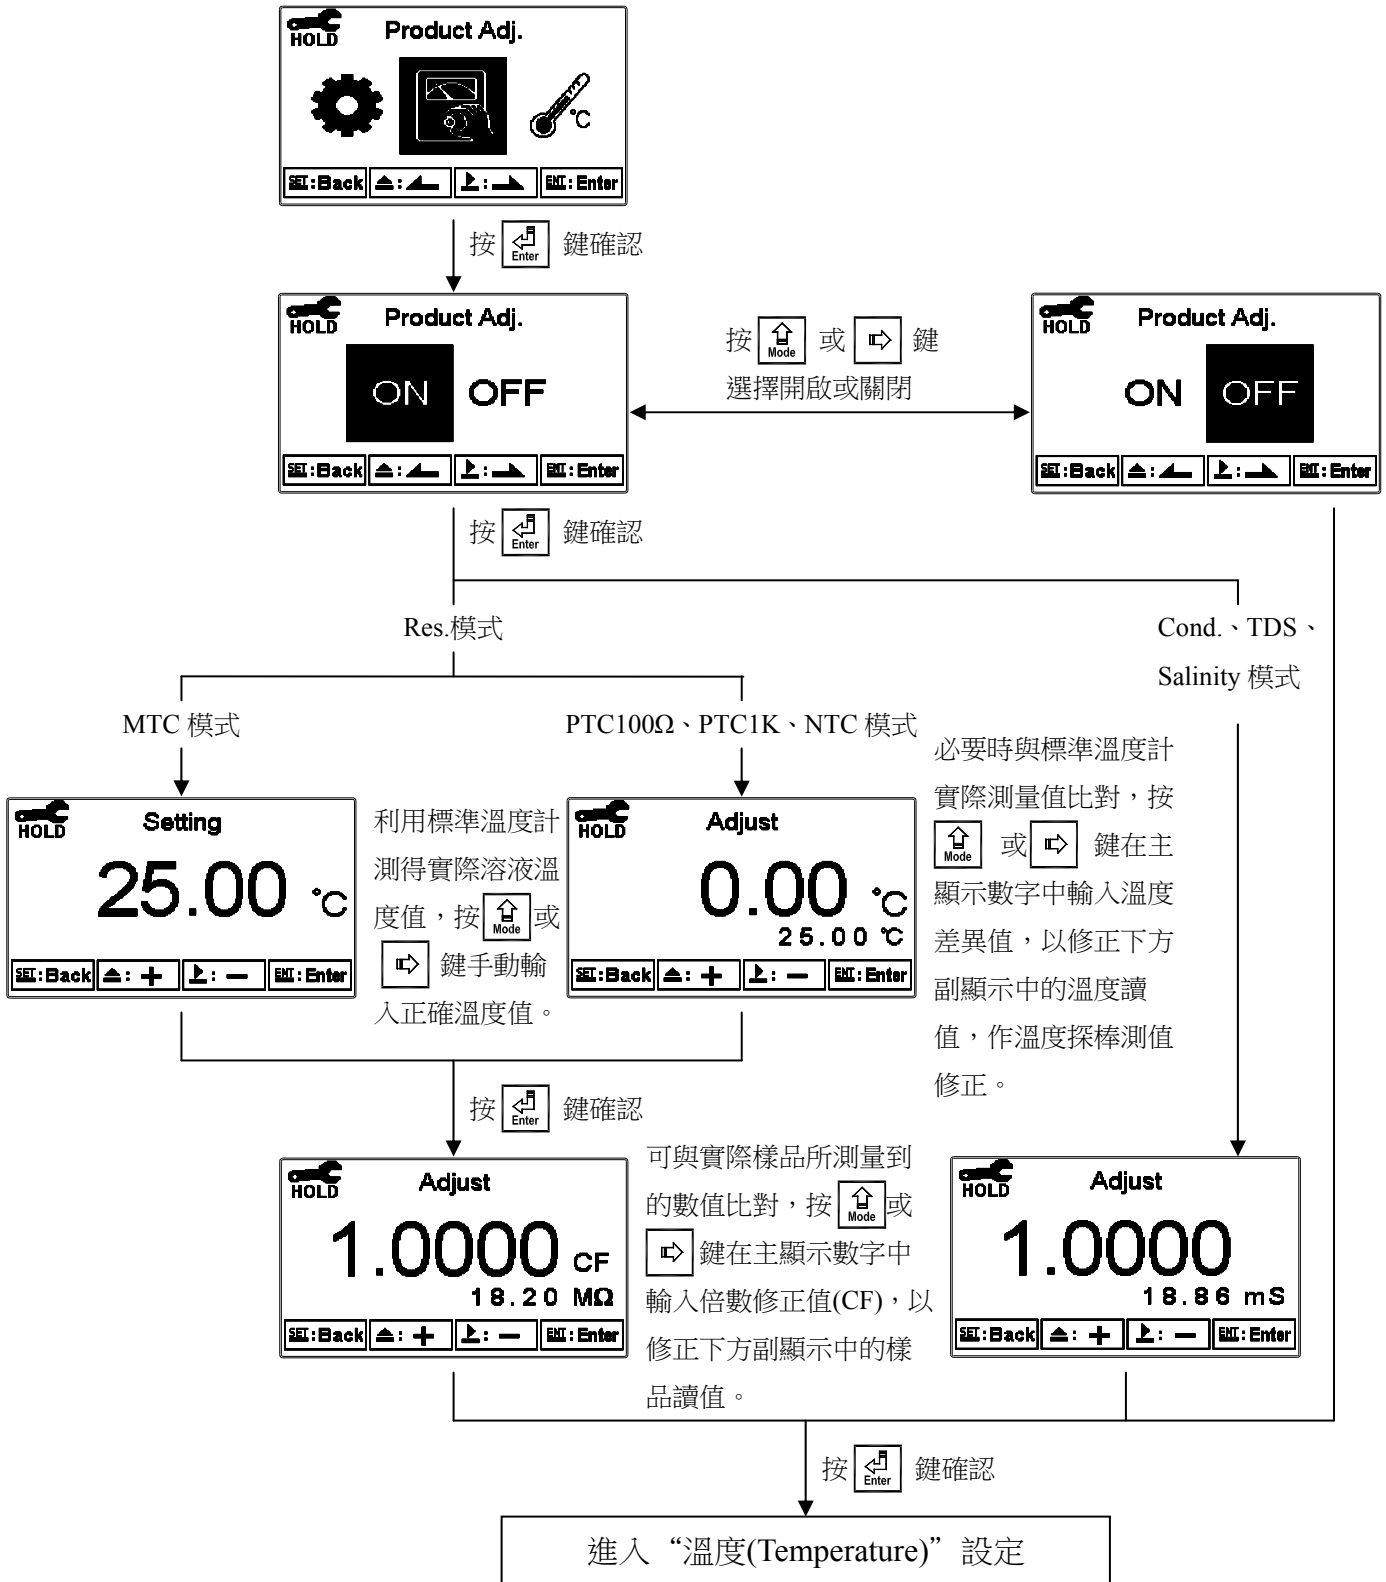 HOLD
Product Adj.
°C
SET:Back
ENT:Enter
按 Enter 鍵確認
HOLD
Product Adj.
ON OFF
SET:Back
ENT:Enter
按 Mode 或 鍵
選擇開啟或關閉
HOLD
Product Adj.
ON OFF
SET:Back
ENT:Enter
按 Enter 鍵確認
Res.模式
Cond.、TDS、
Salinity 模式
MTC 模式
PTC100Ω、PTC1K、NTC 模式
HOLD
Setting
25.00 °C
SET:Back
: +
: −
ENT:Enter
利用標準溫度計
測得實際溶液溫
度值，按 Mode 或
鍵手動輸
入正確溫度值。
HOLD
Adjust
0.00 °C
25.00 °C
SET:Back
: +
: −
ENT:Enter
必要時與標準溫度計
實際測量值比對，按
Mode 或 鍵在主
顯示數字中輸入溫度
差異值，以修正下方
副顯示中的溫度讀
值，作溫度探棒測值
修正。
按 Enter 鍵確認
HOLD
Adjust
1.0000 CF
18.20 MΩ
SET:Back
: +
: −
ENT:Enter
可與實際樣品所測量到
的數值比對，按 Mode 或
鍵在主顯示數字中
輸入倍數修正值(CF)，以
修正下方副顯示中的樣
品讀值。
HOLD
Adjust
1.0000
18.86 mS
SET:Back
: +
: −
ENT:Enter
按 Enter 鍵確認
進入“溫度(Temperature)”設定